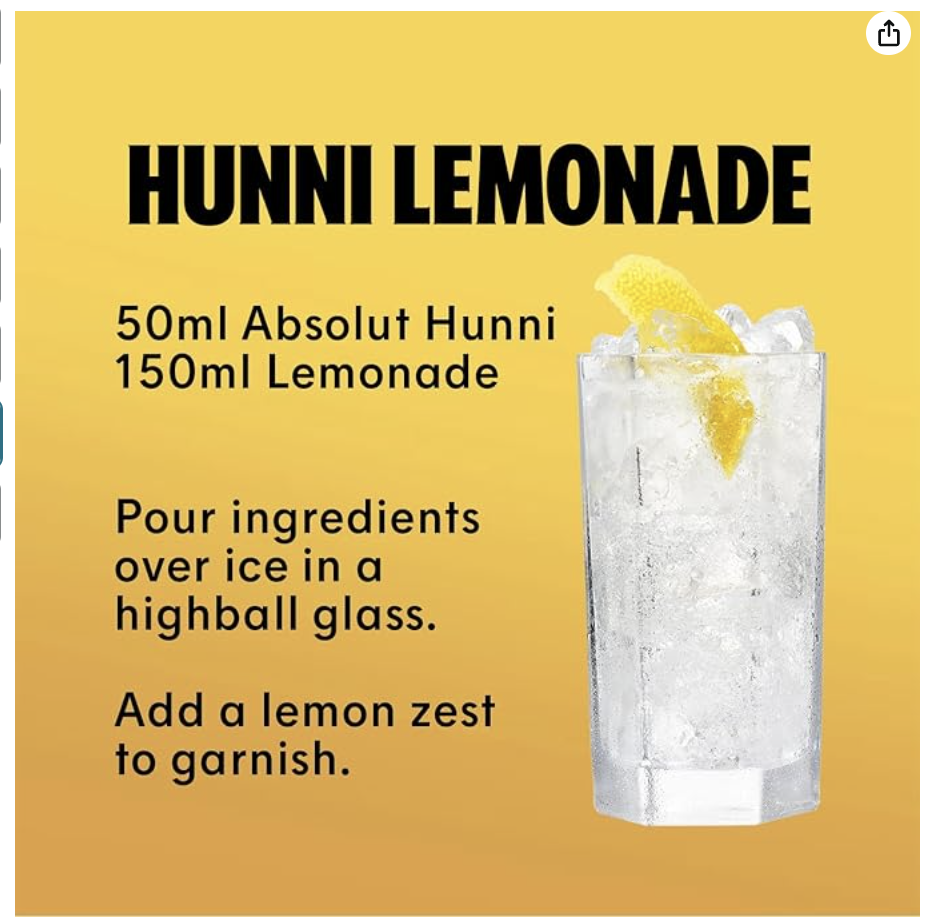 HUNNI LEMONADE
50ml Absolut Hunni
150ml Lemonade
Pour ingredients
over ice in a
highball glass.
Add a lemon zest
to garnish.